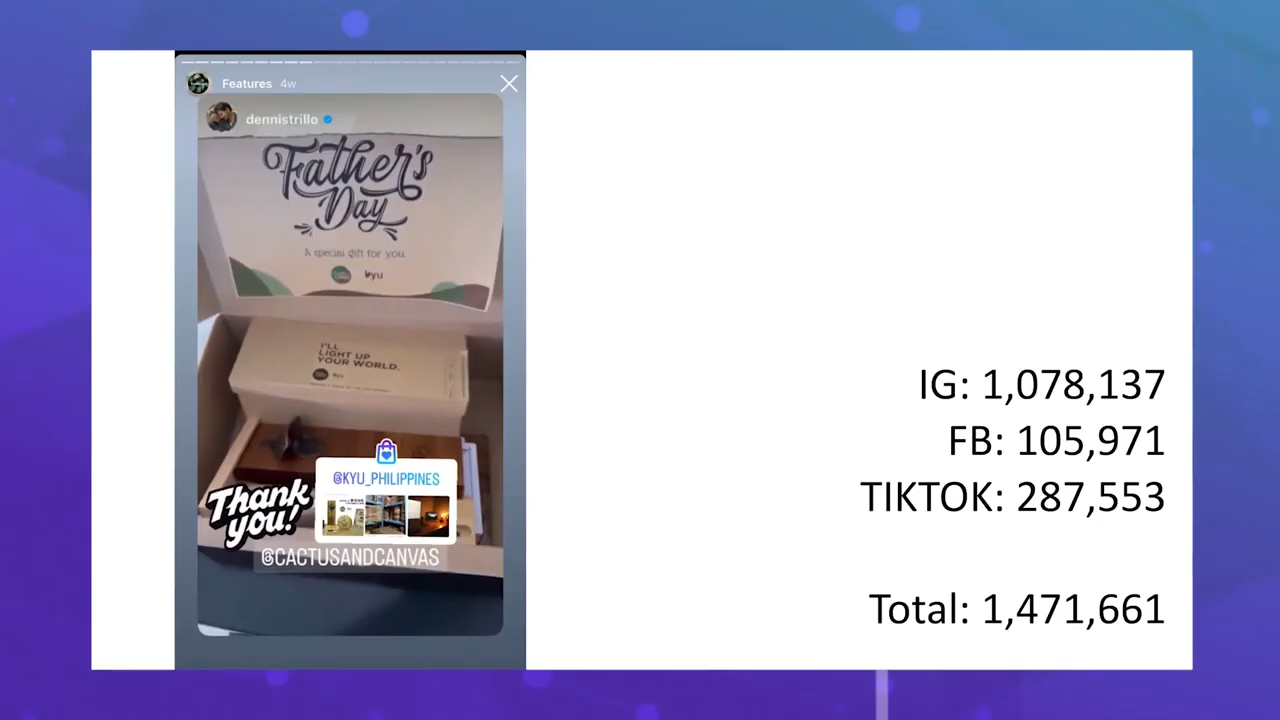 Features 4w
dennistrillo
Father's
Day
A special gift for you
kyu
I'LL
LIGHT UP
YOUR WORLD.
kyu
@KYU_PHILIPPINES
Thank
you!
@CACTUSANDCANVAS
IG: 1,078,137
FB: 105,971
TIKTOK: 287,553
Total: 1,471,661